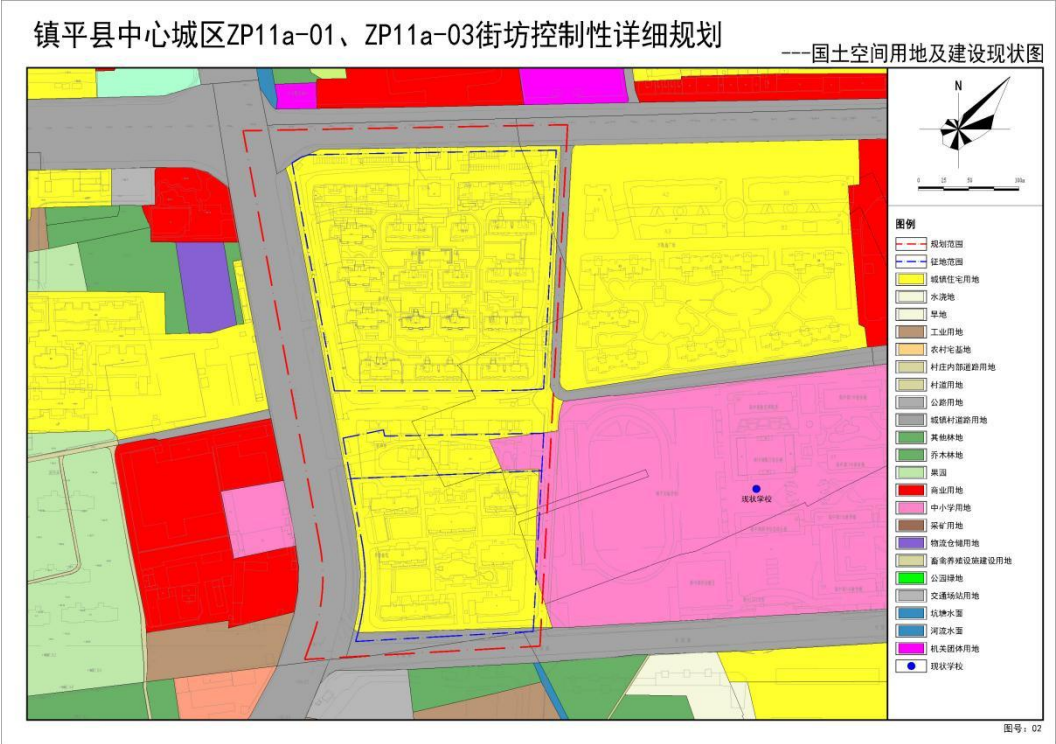 镇平县中心城区ZP11a-01、ZP11a-03街坊控制性详细规划
---国土空间用地及建设现状图
N
0 25 50 100m
图例
规划范围
征地范围
城镇住宅用地
水浇地
旱地
工业用地
农村宅基地
村庄内部道路用地
村道用地
公路用地
城镇村道路用地
其他林地
乔木林地
果园
商业用地
中小学用地
采矿用地
物流仓储用地
畜禽养殖设施建设用地
公园绿地
交通场站用地
坑塘水面
河流水面
机关团体用地
现状学校
现状学校
图号：02